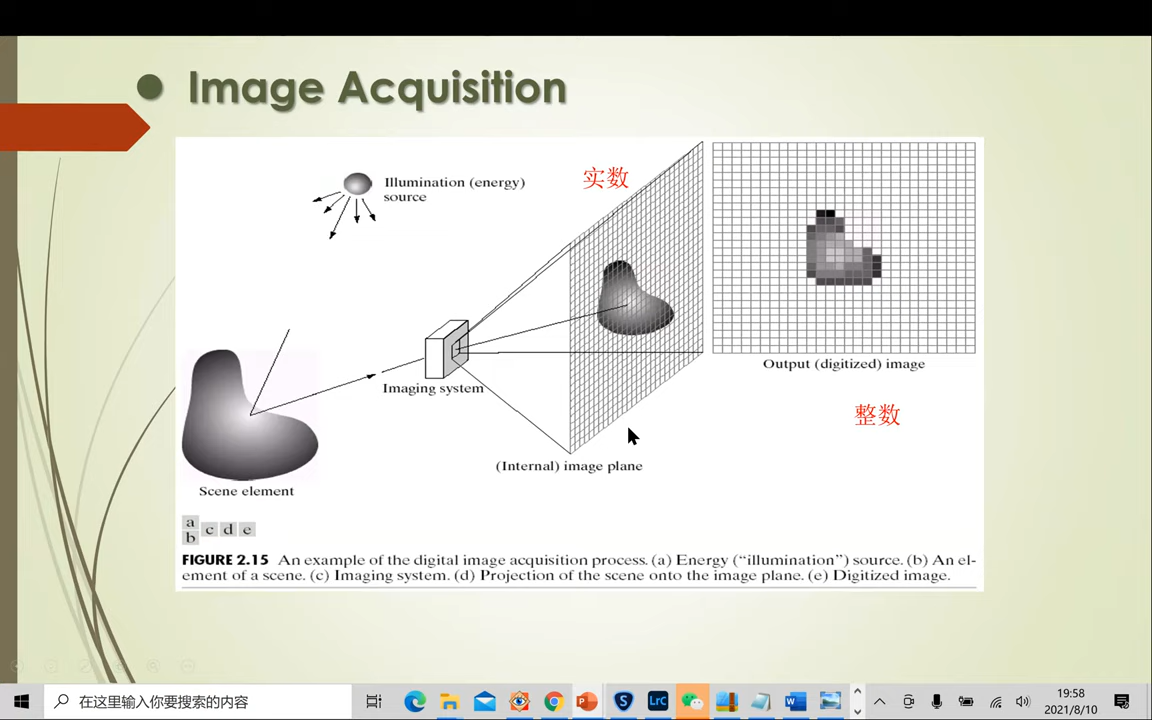 Image Acquisition
Illumination (energy)
source
实数
Output (digitized) image
Imaging system
整数
(Internal) image plane
Scene element
a
b c d e
FIGURE 2.15 An example of the digital image acquisition process. (a) Energy (“illumination”) source. (b) An el-
ement of a scene. (c) Imaging system. (d) Projection of the scene onto the image plane. (e) Digitized image.
在这里输入你要搜索的内容
LrC
19:58
2021/8/10